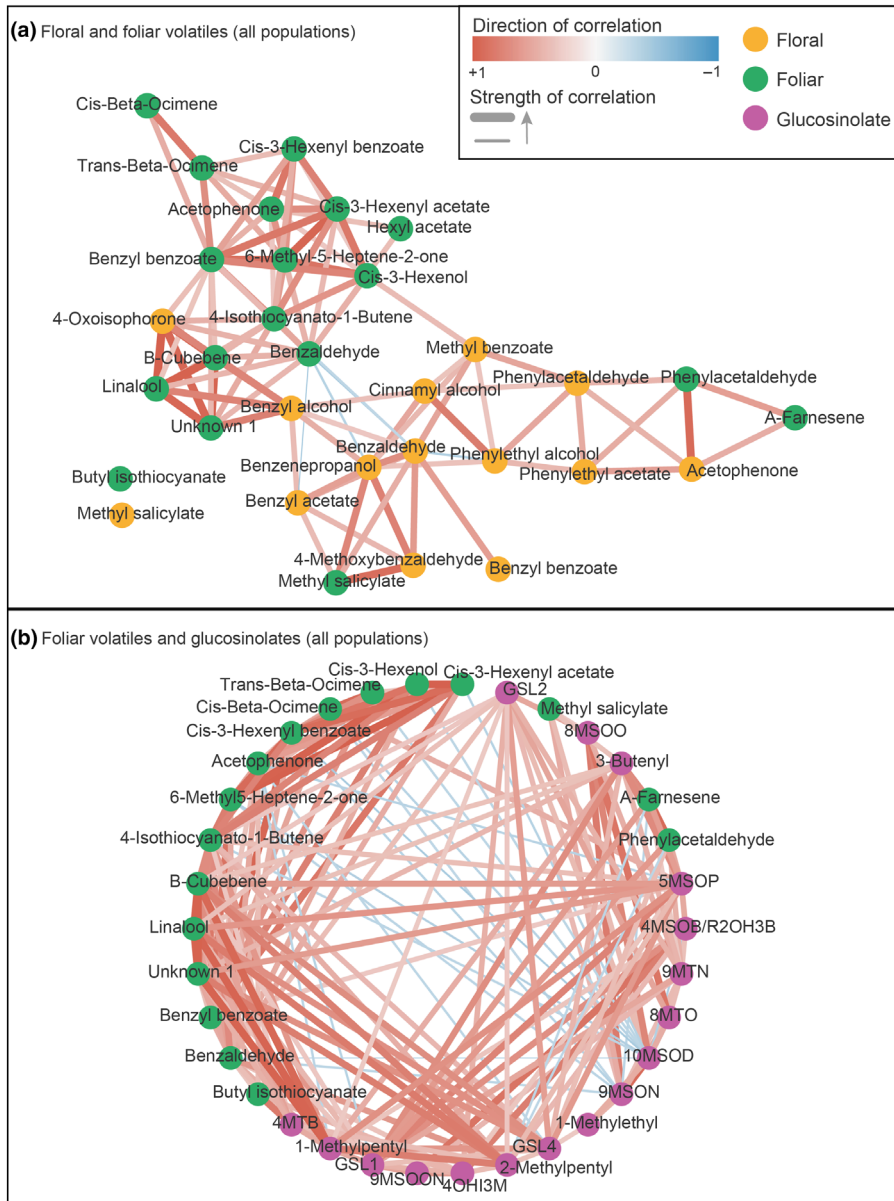 (a) Floral and foliar volatiles (all populations)
Direction of correlation
+1 0 −1
Strength of correlation
Floral
Foliar
Glucosinolate
Cis-Beta-Ocimene
Trans-Beta-Ocimene
Cis-3-Hexenyl benzoate
Acetophenone
Cis-3-Hexenyl acetate
Hexyl acetate
Benzyl benzoate
6-Methyl-5-Heptene-2-one
Cis-3-Hexenol
4-Oxoisophorone
4-Isothiocyanato-1-Butene
B-Cubebene
Benzaldehyde
Methyl benzoate
Linalool
Cinnamyl alcohol
Phenylacetaldehyde
Phenylacetaldehyde
Benzyl alcohol
A-Farnesene
Unknown 1
Benzaldehyde
Phenylethyl alcohol
Butyl isothiocyanate
Benzenepropanol
Phenylethyl acetate
Acetophenone
Methyl salicylate
Benzyl acetate
4-Methoxybenzaldehyde
Benzyl benzoate
Methyl salicylate
(b) Foliar volatiles and glucosinolates (all populations)
Cis-3-Hexenol
Cis-3-Hexenyl acetate
Trans-Beta-Ocimene
GSL2
Cis-Beta-Ocimene
Methyl salicylate
Cis-3-Hexenyl benzoate
8MSOO
Acetophenone
3-Butenyl
6-Methyl5-Heptene-2-one
A-Farnesene
4-Isothiocyanato-1-Butene
Phenylacetaldehyde
B-Cubebene
5MSOP
Linalool
4MSOB/R2OH3B
Unknown 1
9MTN
Benzyl benzoate
8MTO
Benzaldehyde
10MSOD
Butyl isothiocyanate
9MSON
4MTB
1-Methylethyl
1-Methylpentyl
GSL4
GSL1
2-Methylpentyl
9MSOON
4OHI3M